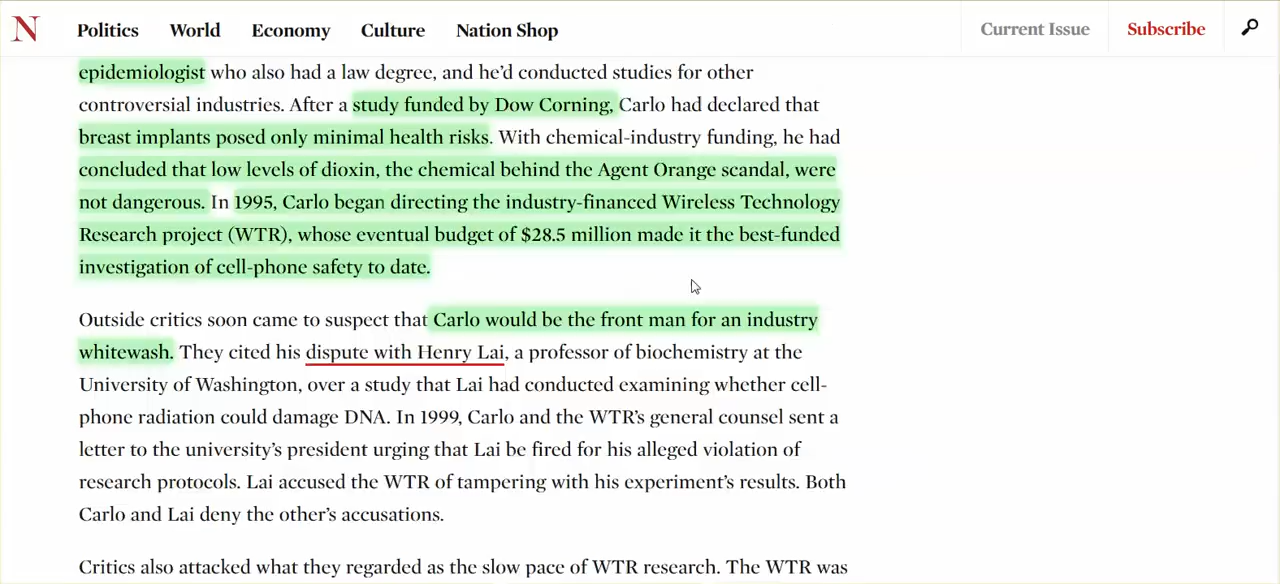 N Politics World Economy Culture Nation Shop Current Issue Subscribe
epidemiologist who also had a law degree, and he’d conducted studies for other
controversial industries. After a study funded by Dow Corning, Carlo had declared that
breast implants posed only minimal health risks. With chemical-industry funding, he had
concluded that low levels of dioxin, the chemical behind the Agent Orange scandal, were
not dangerous. In 1995, Carlo began directing the industry-financed Wireless Technology
Research project (WTR), whose eventual budget of $28.5 million made it the best-funded
investigation of cell-phone safety to date.
Outside critics soon came to suspect that Carlo would be the front man for an industry
whitewash. They cited his dispute with Henry Lai, a professor of biochemistry at the
University of Washington, over a study that Lai had conducted examining whether cell-
phone radiation could damage DNA. In 1999, Carlo and the WTR’s general counsel sent a
letter to the university’s president urging that Lai be fired for his alleged violation of
research protocols. Lai accused the WTR of tampering with his experiment’s results. Both
Carlo and Lai deny the other’s accusations.
Critics also attacked what they regarded as the slow pace of WTR research. The WTR was